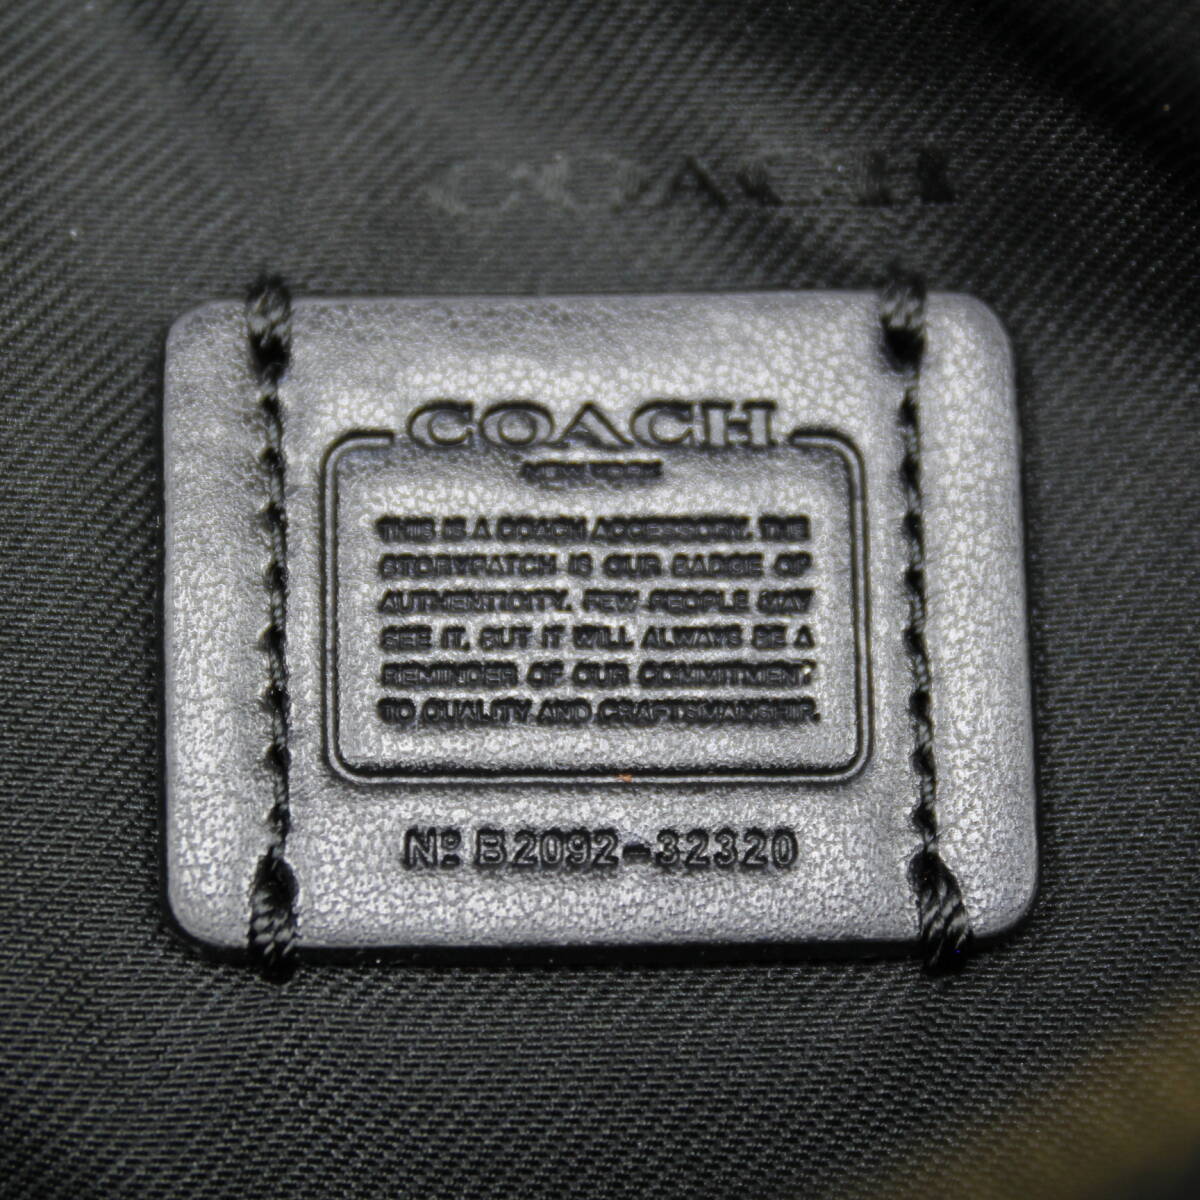 COACH
COACH
NEW YORK
THIS IS A COACH ACCESSORY. THE
STORYPATCH IS OUR BADGE OF
AUTHENTICITY. FEW PEOPLE MAY
SEE IT, BUT IT WILL ALWAYS BE A
REMINDER OF OUR COMMITMENT
TO QUALITY AND CRAFTSMANSHIP.
Nº B2092-32320